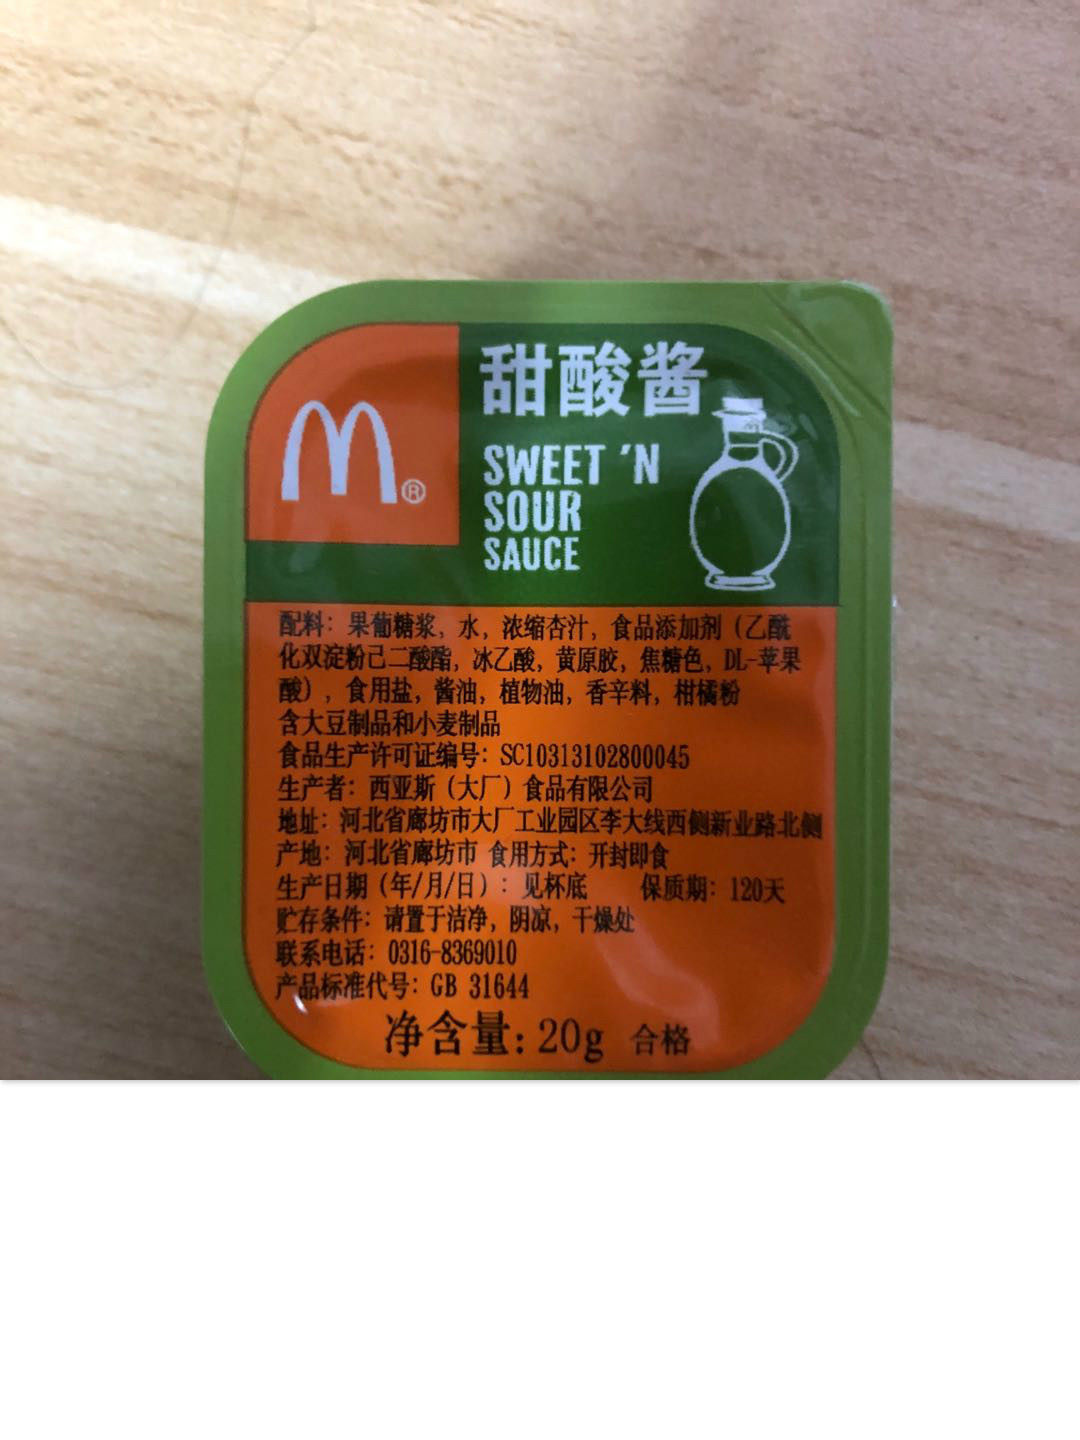 甜酸酱
SWEET 'N
SOUR
SAUCE
M®
配料：果葡糖浆，水，浓缩杏汁，食品添加剂（乙酰
化双淀粉己二酸酯，冰乙酸，黄原胶，焦糖色，DL-苹果
酸），食用盐，酱油，植物油，香辛料，柑橘粉
含大豆制品和小麦制品
食品生产许可证编号：SC10313102800045
生产者：西亚斯（大厂）食品有限公司
地址：河北省廊坊市大厂工业园区李大线西侧新业路北侧
产地：河北省廊坊市 食用方式：开封即食
生产日期（年/月/日）：见杯底 保质期：120天
贮存条件：请置于洁净，阴凉，干燥处
联系电话：0316-8369010
产品标准代号：GB 31644
净含量：20g 合格